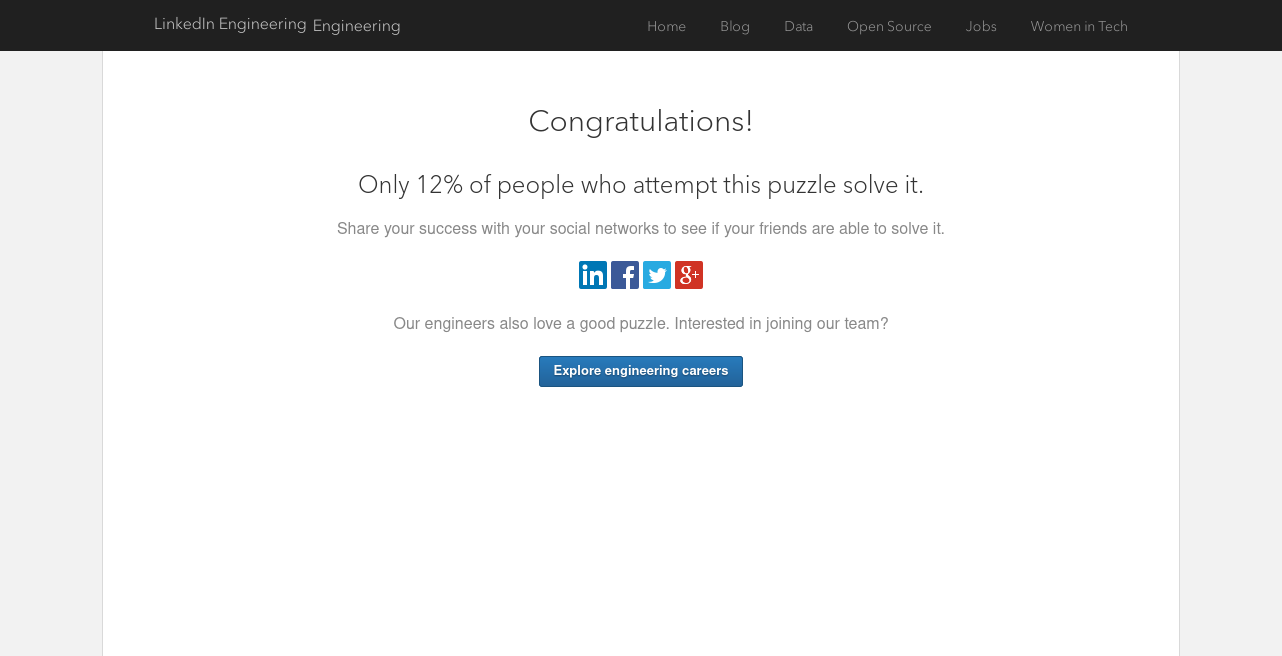 LinkedIn Engineering Engineering Home Blog Data Open Source Jobs Women in Tech
Congratulations!
Only 12% of people who attempt this puzzle solve it.
Share your success with your social networks to see if your friends are able to solve it.
in f g+
Our engineers also love a good puzzle. Interested in joining our team?
Explore engineering careers